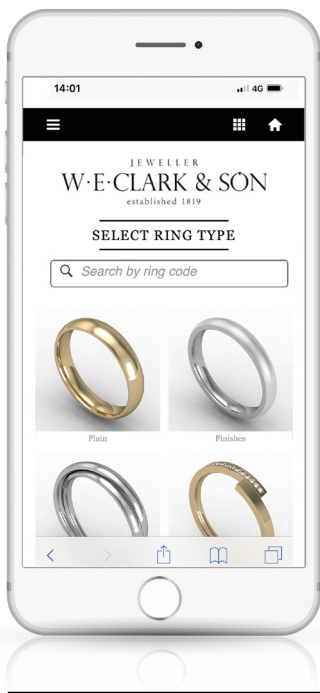 14:01
4G
JEWELLER
W·E·CLARK & SON
established 1819
SELECT RING TYPE
Search by ring code
Plain
Finishes